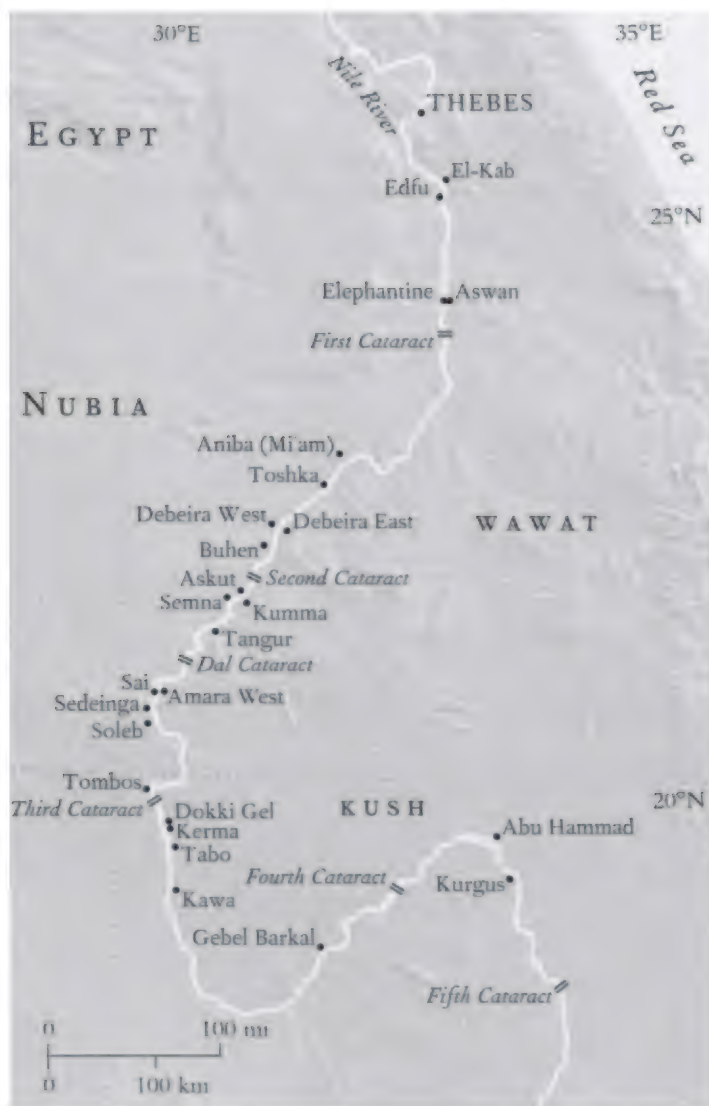 30°E
35°E
Nile River
Red Sea
THEBES
EGYPT
El-Kab
Edfu
25°N
Elephantine
Aswan
First Cataract
NUBIA
Aniba (Mi'am)
Toshka
Debeira West
Debeira East
WAWAT
Buhen
Second Cataract
Askut
Semna
Kumma
Tangur
Dal Cataract
Sai
Amara West
Sedeinga
Soleb
Tombos
20°N
Third Cataract
Dokki Gel
KUSH
Kerma
Abu Hammad
Tabo
Fourth Cataract
Kurgus
Kawa
Gebel Barkal
Fifth Cataract
0 100 mi
0 100 km